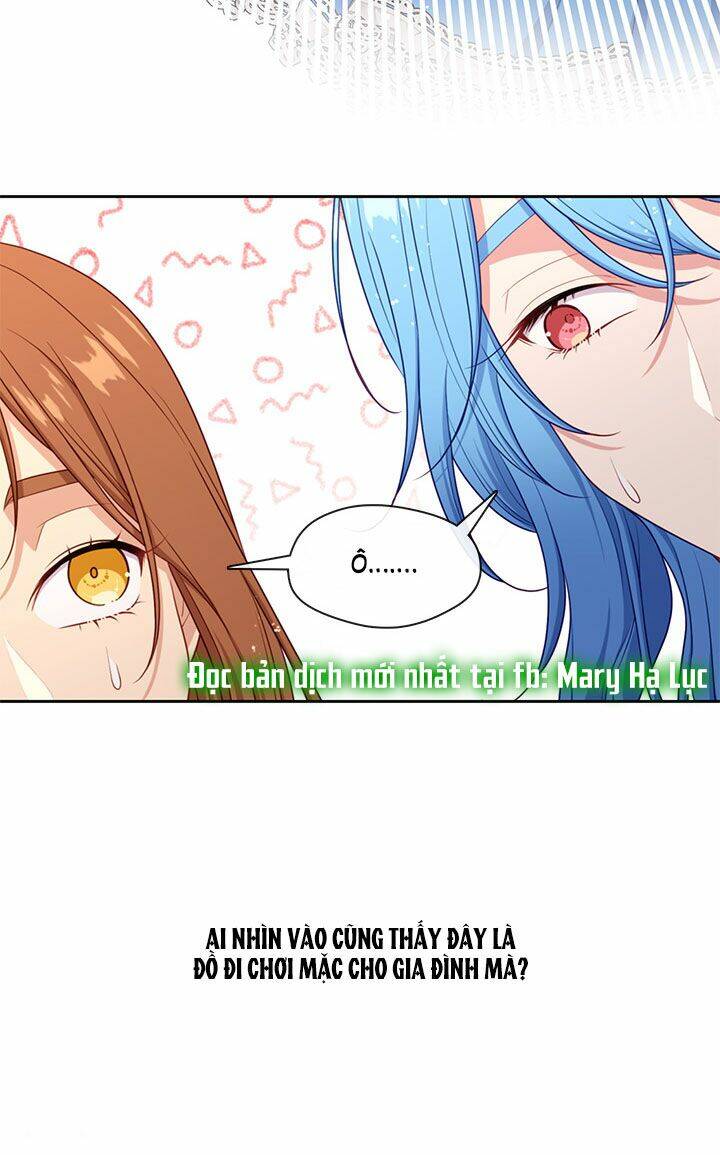 Ô.......
Đọc bản dịch mới nhất tại fb: Mary Hạ Lục
AI NHÌN VÀO CŨNG THẤY ĐÂY LÀ
ĐỒ ĐI CHƠI MẶC CHO GIA ĐÌNH MÀ?